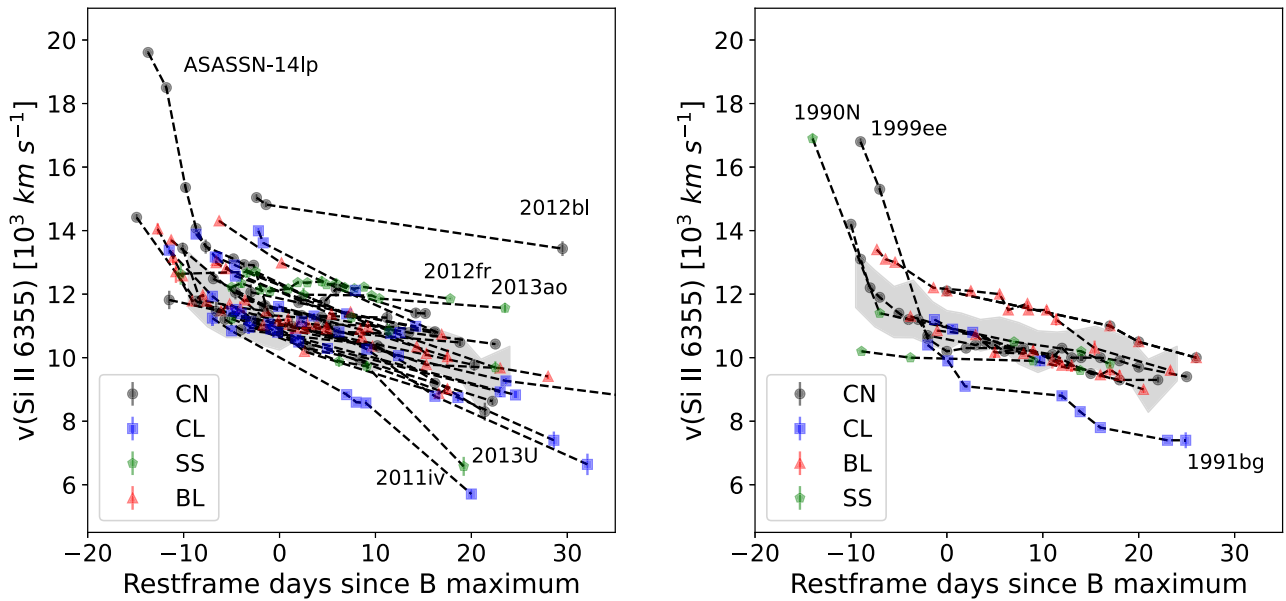 v(Si II 6355) [10³ km s⁻¹]
20
18
16
14
12
10
8
6
−20
−10
0
10
20
30
Restframe days since B maximum
ASASSN-14lp
2012bl
2012fr
2013ao
2013U
2011iv
CN
CL
SS
BL
v(Si II 6355) [10³ km s⁻¹]
20
18
16
14
12
10
8
6
−20
−10
0
10
20
30
Restframe days since B maximum
1990N
1999ee
1991bg
CN
CL
BL
SS